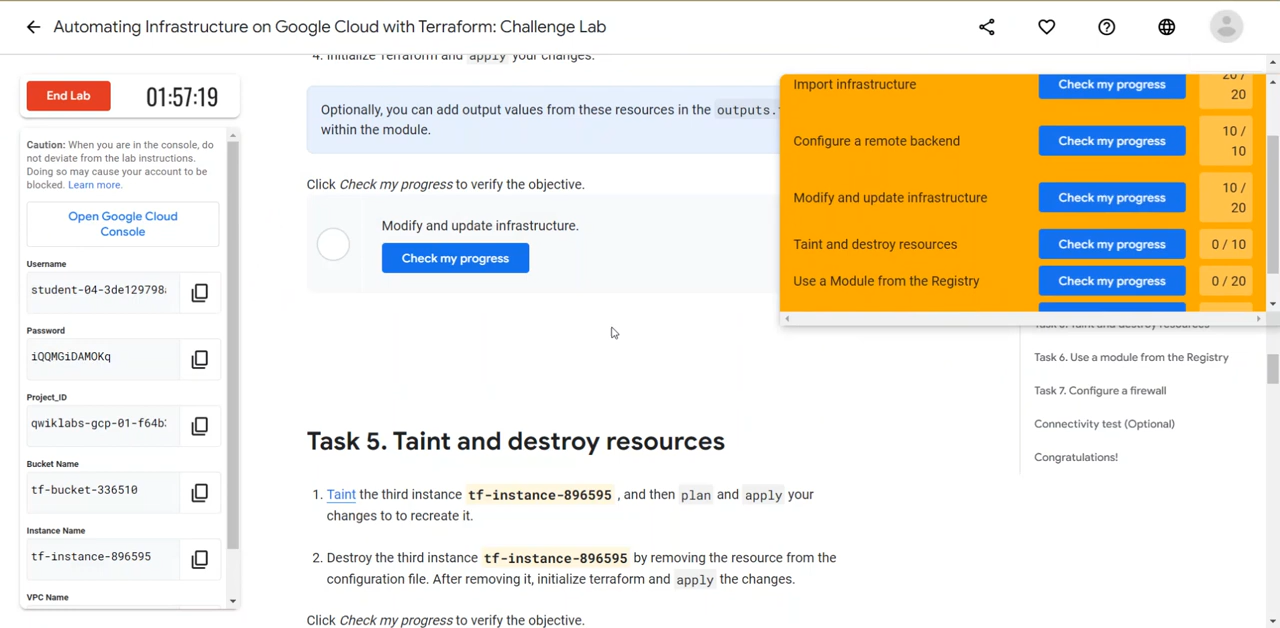 Automating Infrastructure on Google Cloud with Terraform: Challenge Lab
End Lab
01:57:19
Caution: When you are in the console, do
not deviate from the lab instructions.
Doing so may cause your account to be
blocked. Learn more.
Open Google Cloud
Console
Username
student-04-3de129798
Password
iQQMGiDAMOKq
Project_ID
qwiklabs-gcp-01-f64b
Bucket Name
tf-bucket-336510
Instance Name
tf-instance-896595
VPC Name
4. Initialize Terraform and apply your changes.
Optionally, you can add output values from these resources in the outputs.
within the module.
Click Check my progress to verify the objective.
Modify and update infrastructure.
Check my progress
Task 5. Taint and destroy resources
1. Taint the third instance tf-instance-896595 , and then plan and apply your
changes to to recreate it.
2. Destroy the third instance tf-instance-896595 by removing the resource from the
configuration file. After removing it, initialize terraform and apply the changes.
Click Check my progress to verify the objective.
Import infrastructure
Check my progress
20 /
20
Configure a remote backend
Check my progress
10 /
10
Modify and update infrastructure
Check my progress
10 /
20
Taint and destroy resources
Check my progress
0 / 10
Use a Module from the Registry
Check my progress
0 / 20
Task 5. Taint and destroy resources
Task 6. Use a module from the Registry
Task 7. Configure a firewall
Connectivity test (Optional)
Congratulations!